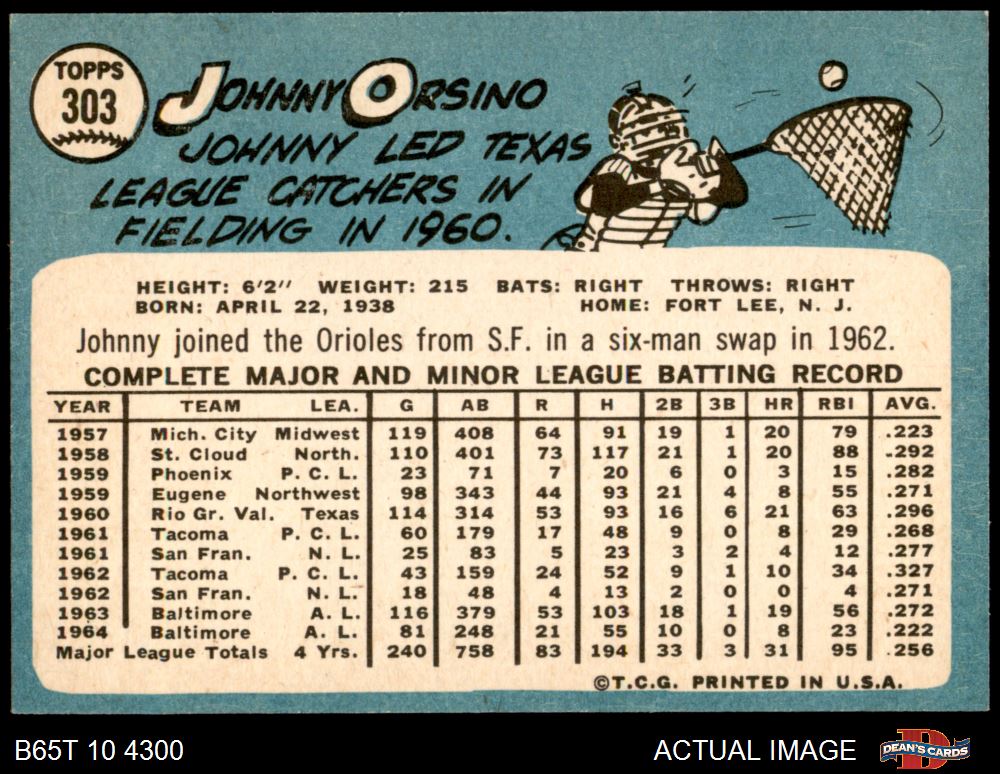 TOPPS
303
JOHNNY ORSINO
JOHNNY LED TEXAS
LEAGUE CATCHERS IN
FIELDING IN 1960.
HEIGHT: 6'2" WEIGHT: 215 BATS: RIGHT THROWS: RIGHT
BORN: APRIL 22, 1938 HOME: FORT LEE, N. J.
Johnny joined the Orioles from S.F. in a six-man swap in 1962.
COMPLETE MAJOR AND MINOR LEAGUE BATTING RECORD
YEAR TEAM LEA. G AB R H 2B 3B HR RBI AVG.
1957 Mich. City Midwest 119 408 64 91 19 1 20 79 .223
1958 St. Cloud North. 110 401 73 117 21 1 20 88 .292
1959 Phoenix P. C. L. 23 71 7 20 6 0 3 15 .282
1959 Eugene Northwest 98 343 44 93 21 4 8 55 .271
1960 Rio Gr. Val. Texas 114 314 53 93 16 6 21 63 .296
1961 Tacoma P. C. L. 60 179 17 48 9 0 8 29 .268
1961 San Fran. N. L. 25 83 5 23 3 2 4 12 .277
1962 Tacoma P. C. L. 43 159 24 52 9 1 10 34 .327
1962 San Fran. N. L. 18 48 4 13 2 0 0 4 .271
1963 Baltimore A. L. 116 379 53 103 18 1 19 56 .272
1964 Baltimore A. L. 81 248 21 55 10 0 8 23 .222
Major League Totals 4 Yrs. 240 758 83 194 33 3 31 95 .256
©T.C.G. PRINTED IN U.S.A.
B65T 10 4300 ACTUAL IMAGE DEAN'S CARDS